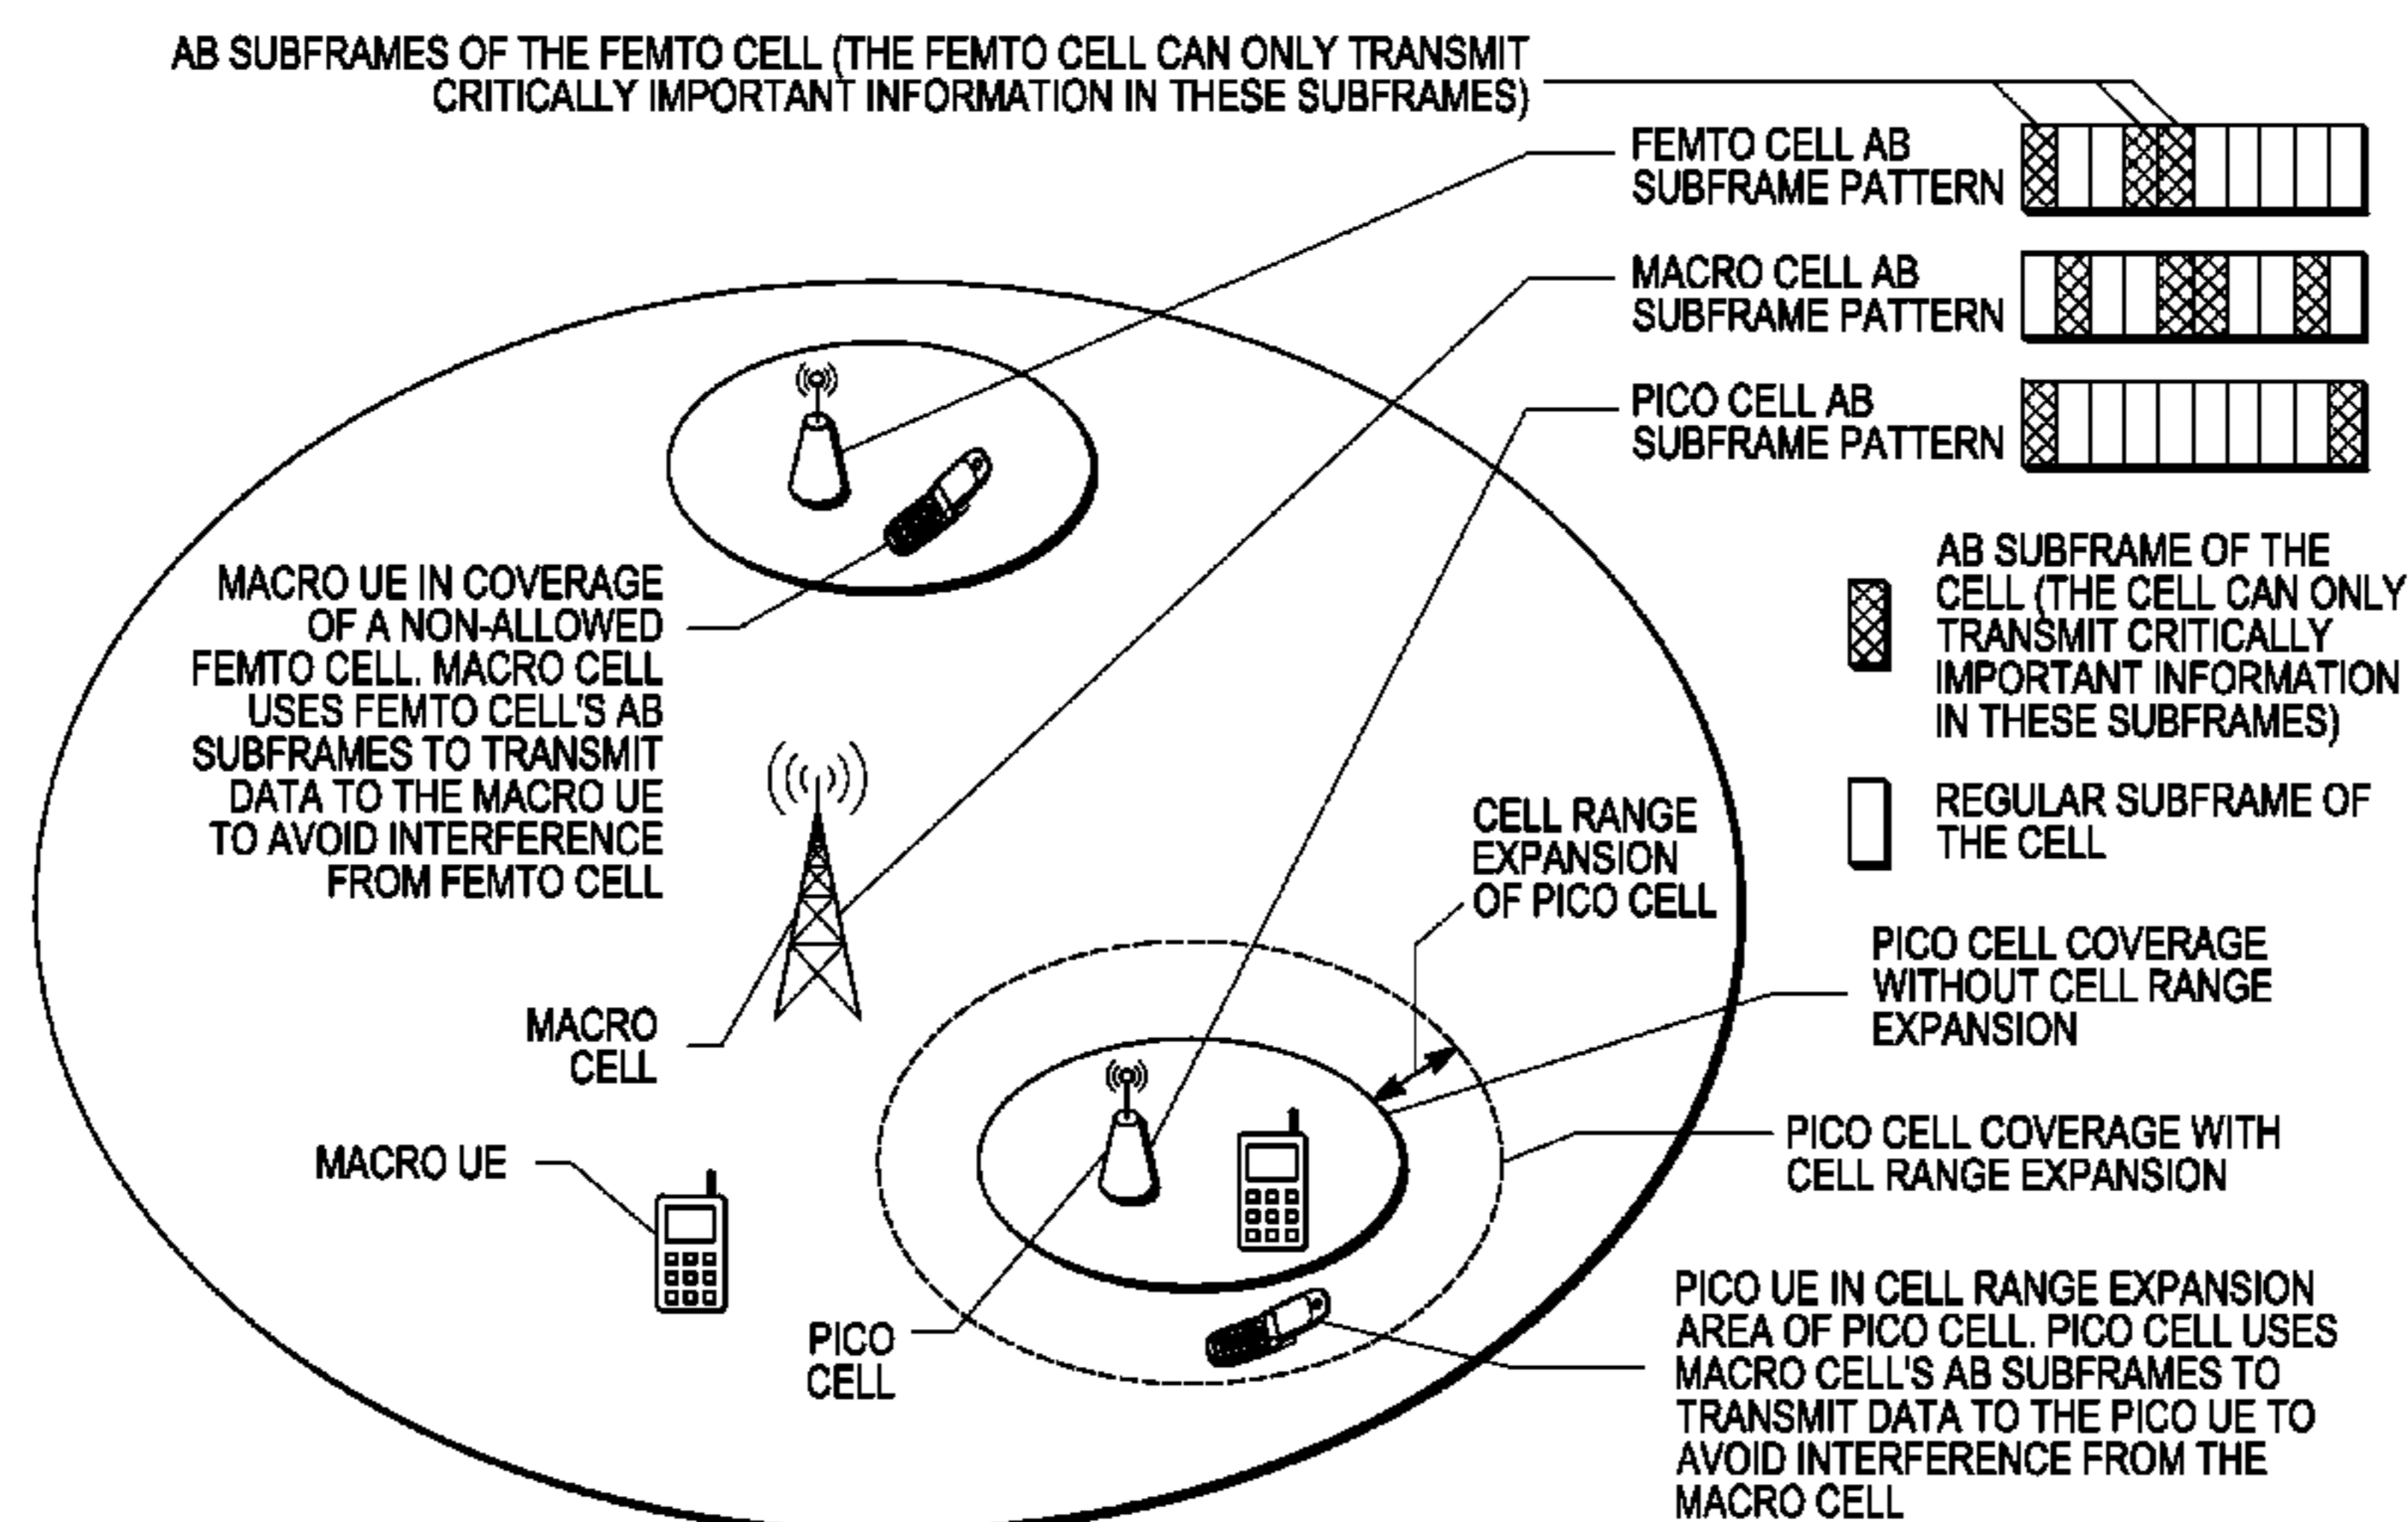 AB SUBFRAMES OF THE FEMTO CELL (THE FEMTO CELL CAN ONLY TRANSMIT
CRITICALLY IMPORTANT INFORMATION IN THESE SUBFRAMES)
FEMTO CELL AB
SUBFRAME PATTERN
MACRO CELL AB
SUBFRAME PATTERN
PICO CELL AB
SUBFRAME PATTERN
AB SUBFRAME OF THE
CELL (THE CELL CAN ONLY
TRANSMIT CRITICALLY
IMPORTANT INFORMATION
IN THESE SUBFRAMES)
REGULAR SUBFRAME OF
THE CELL
MACRO UE IN COVERAGE
OF A NON-ALLOWED
FEMTO CELL. MACRO CELL
USES FEMTO CELL'S AB
SUBFRAMES TO TRANSMIT
DATA TO THE MACRO UE
TO AVOID INTERFERENCE
FROM FEMTO CELL
CELL RANGE
EXPANSION
OF PICO CELL
PICO CELL COVERAGE
WITHOUT CELL RANGE
EXPANSION
MACRO
CELL
PICO CELL COVERAGE WITH
CELL RANGE EXPANSION
MACRO UE
PICO
CELL
PICO UE IN CELL RANGE EXPANSION
AREA OF PICO CELL. PICO CELL USES
MACRO CELL'S AB SUBFRAMES TO
TRANSMIT DATA TO THE PICO UE TO
AVOID INTERFERENCE FROM THE
MACRO CELL